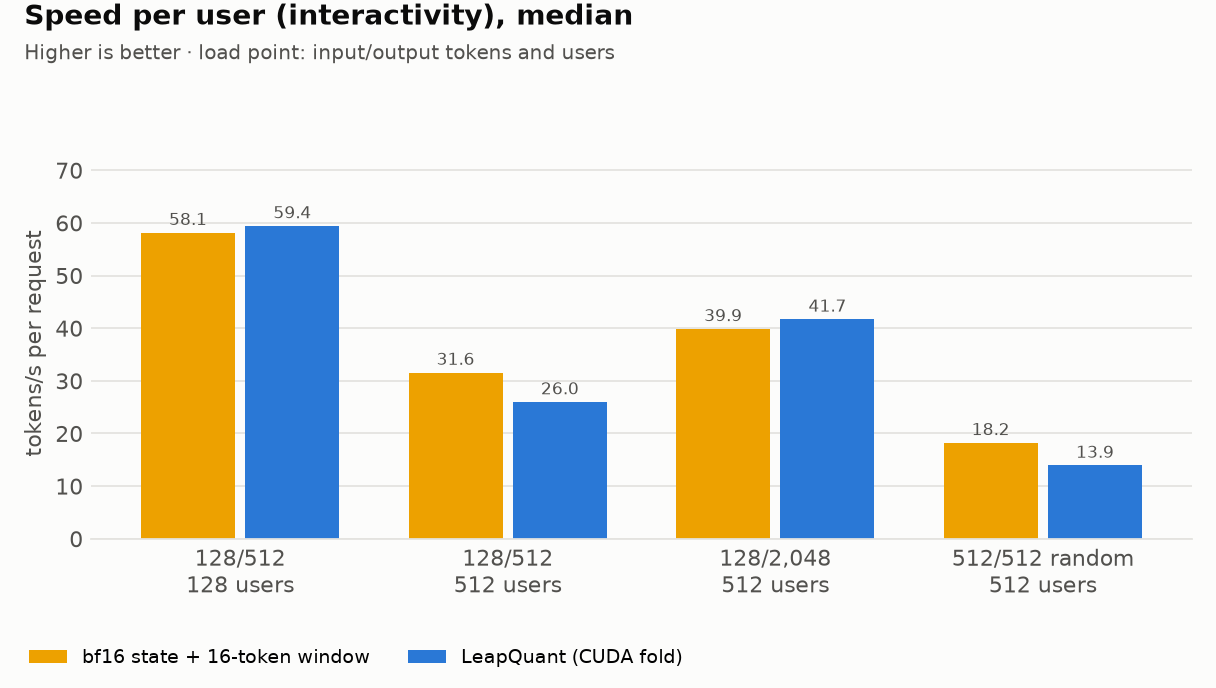 Speed per user (interactivity), median
Higher is better · load point: input/output tokens and users
tokens/s per request
70
60
50
40
30
20
10
0
58.1
59.4
31.6
26.0
39.9
41.7
18.2
13.9
128/512
128 users
128/512
512 users
128/2,048
512 users
512/512 random
512 users
bf16 state + 16-token window
LeapQuant (CUDA fold)